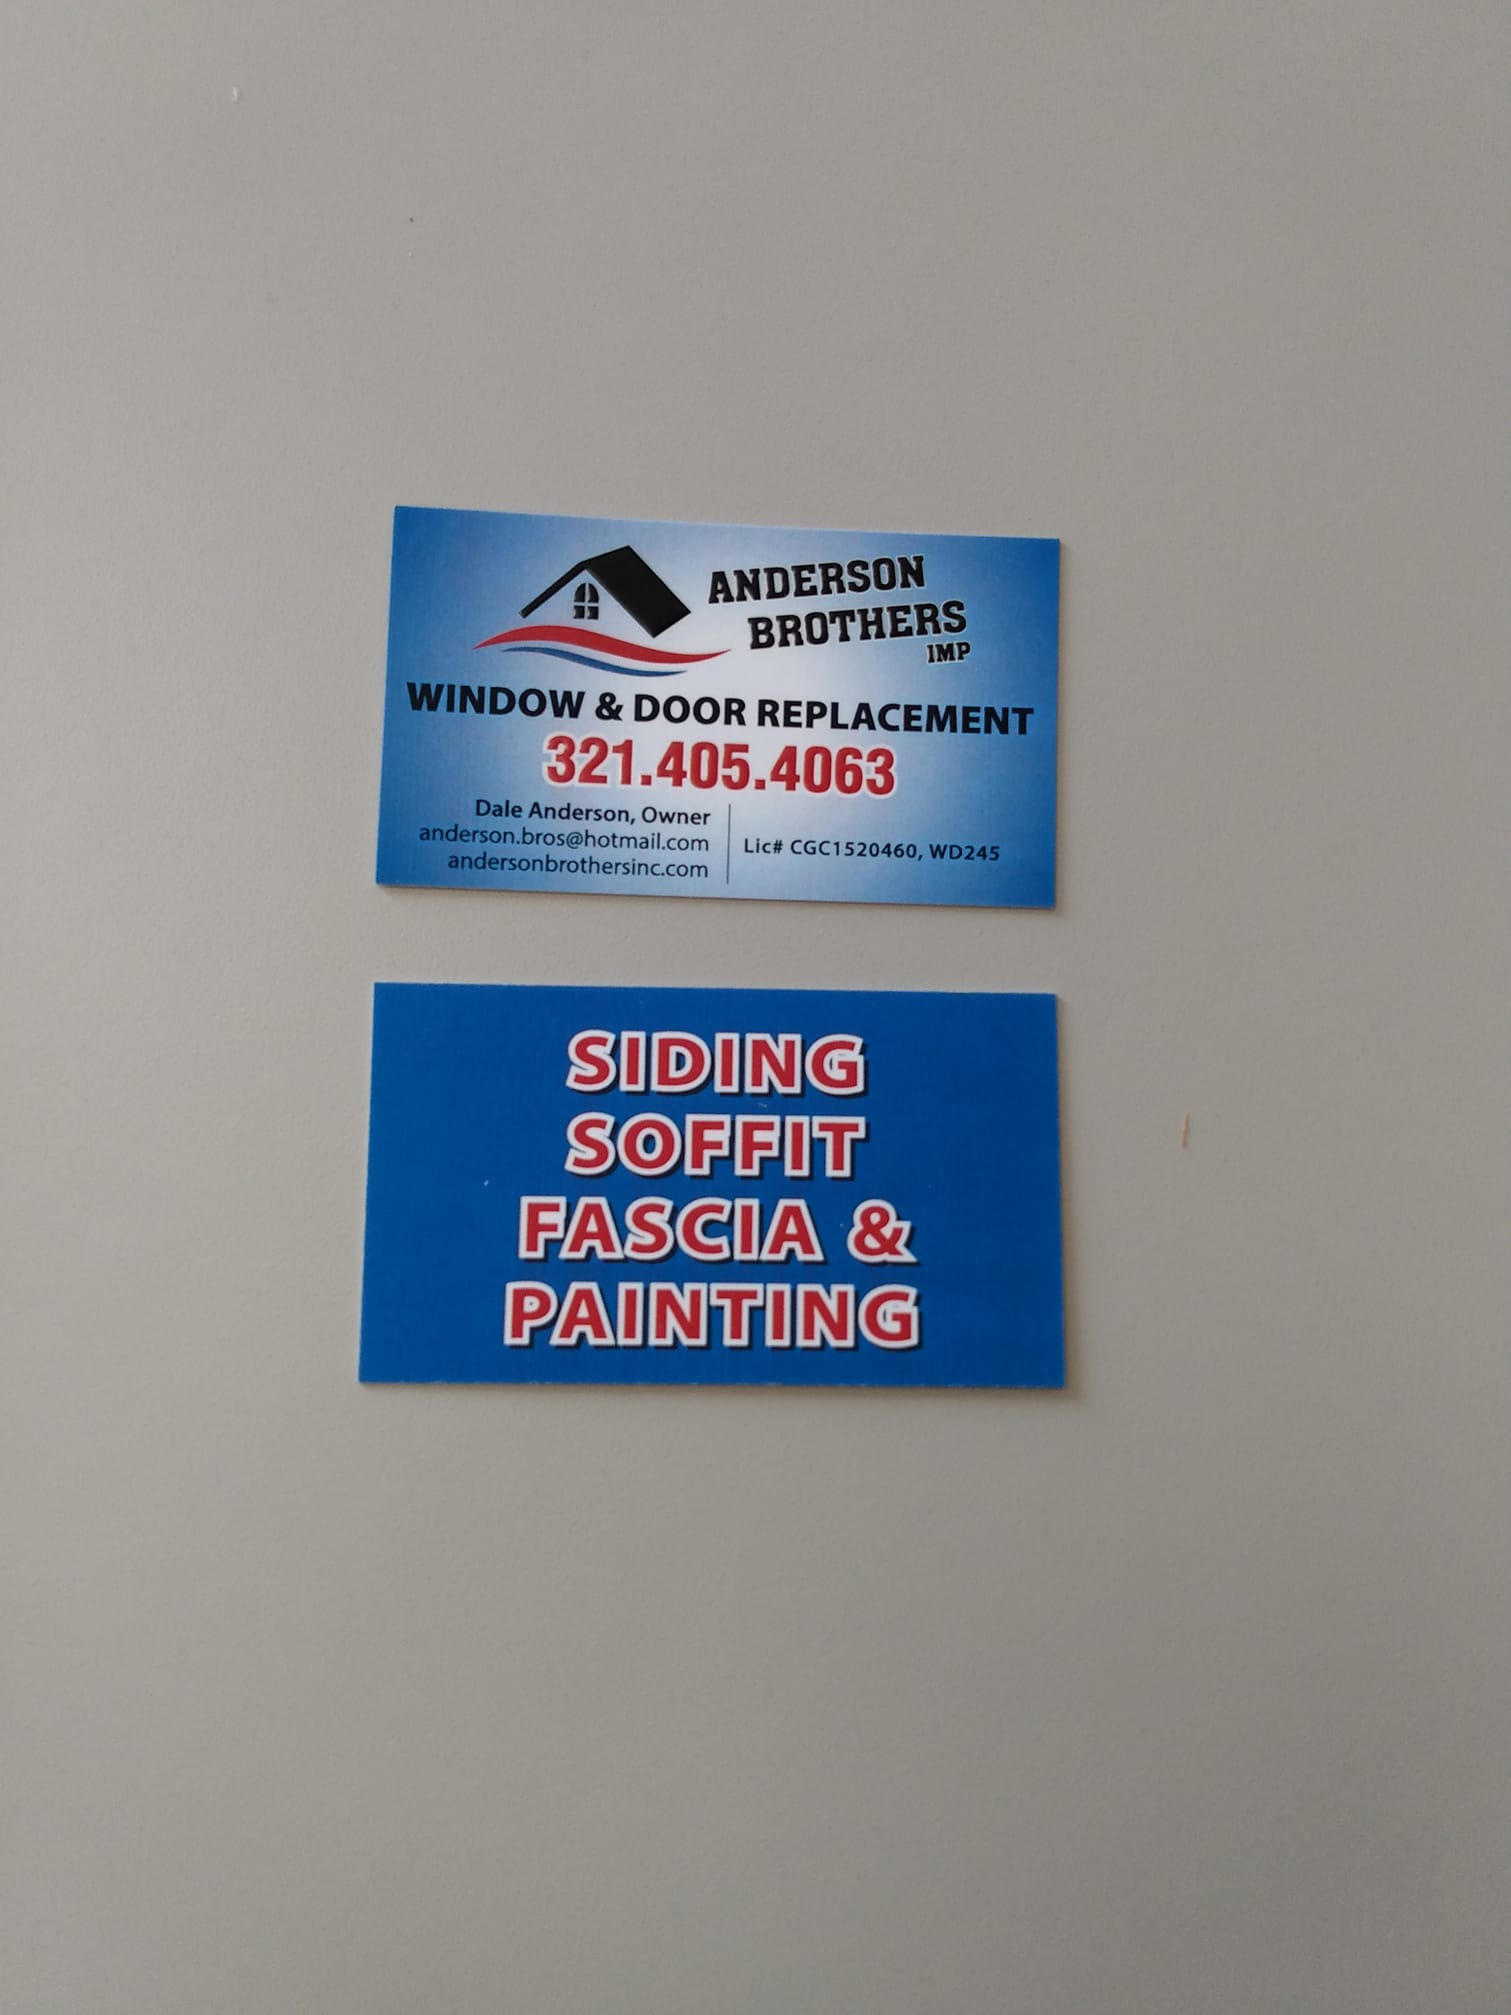 ANDERSON
BROTHERS
IMP
WINDOW & DOOR REPLACEMENT
321.405.4063
Dale Anderson, Owner
anderson.bros@hotmail.com
andersonbrothersinc.com
Lic# CGC1520460, WD245
SIDING
SOFFIT
FASCIA &
PAINTING